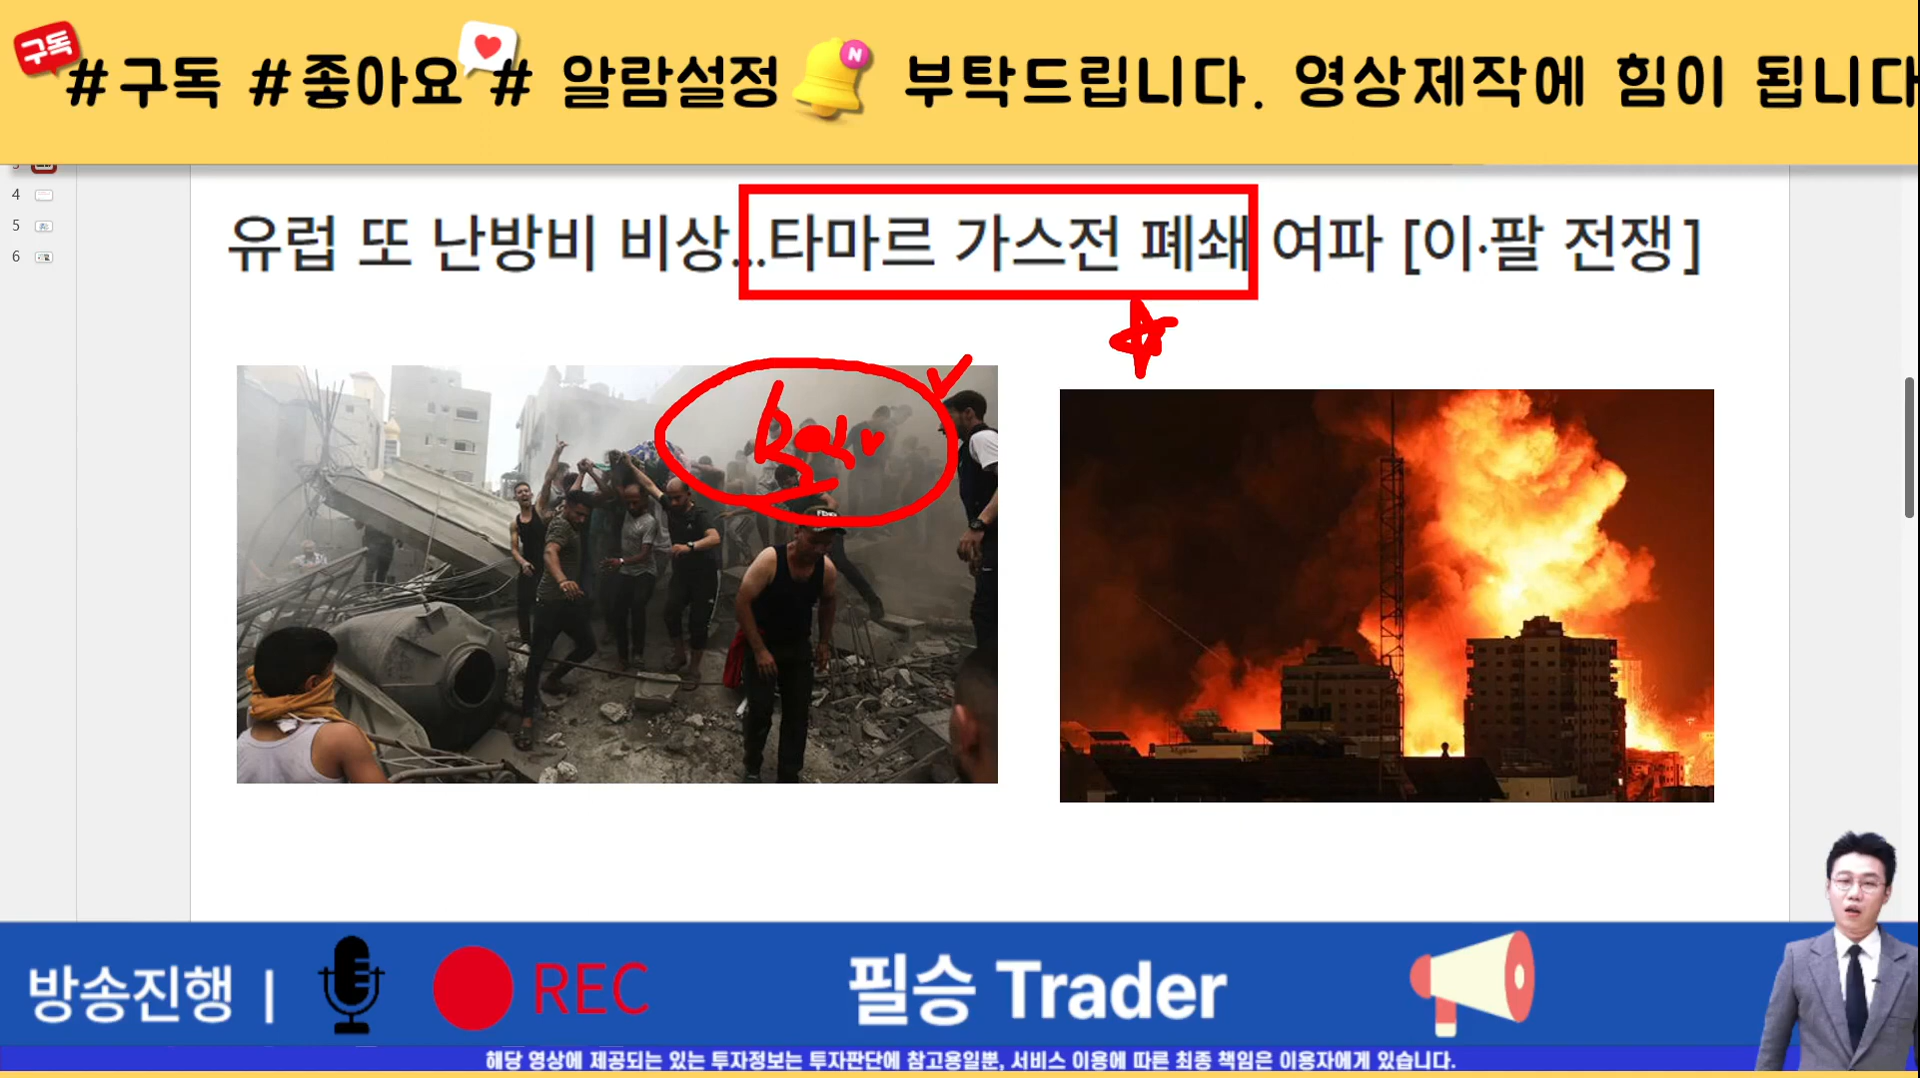 구독
#구독 #좋아요 # 알람설정 N 부탁드립니다. 영상제작에 힘이 됩니다
4
5
6
유럽 또 난방비 비상...타마르 가스전 폐쇄 여파 [이·팔 전쟁]
방송진행 | REC 필승 Trader
해당 영상에 제공되는 있는 투자정보는 투자판단에 참고용일뿐, 서비스 이용에 따른 최종 책임은 이용자에게 있습니다.